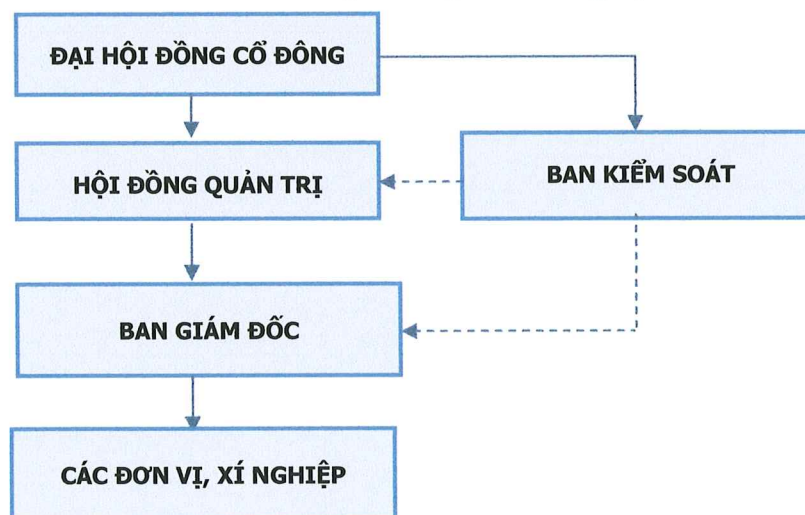 ĐẠI HỘI ĐỒNG CỔ ĐÔNG
HỘI ĐỒNG QUẢN TRỊ
BAN KIỂM SOÁT
BAN GIÁM ĐỐC
CÁC ĐƠN VỊ, XÍ NGHIỆP